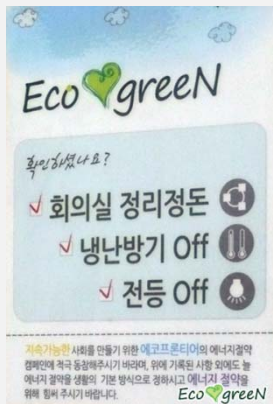 Eco greeN
확인하셨나요?
회의실 정리정돈
냉난방기 Off
전등 Off
지속가능한 사회를 만들기 위한 에코프론티어의 에너지절약
캠페인에 적극 동참해주시기 바라며, 위에 기록된 사항 외에도 늘
에너지 절약을 생활의 기본 방식으로 정하시고 에너지 절약을
위해 힘써 주시기 바랍니다.
Eco greeN